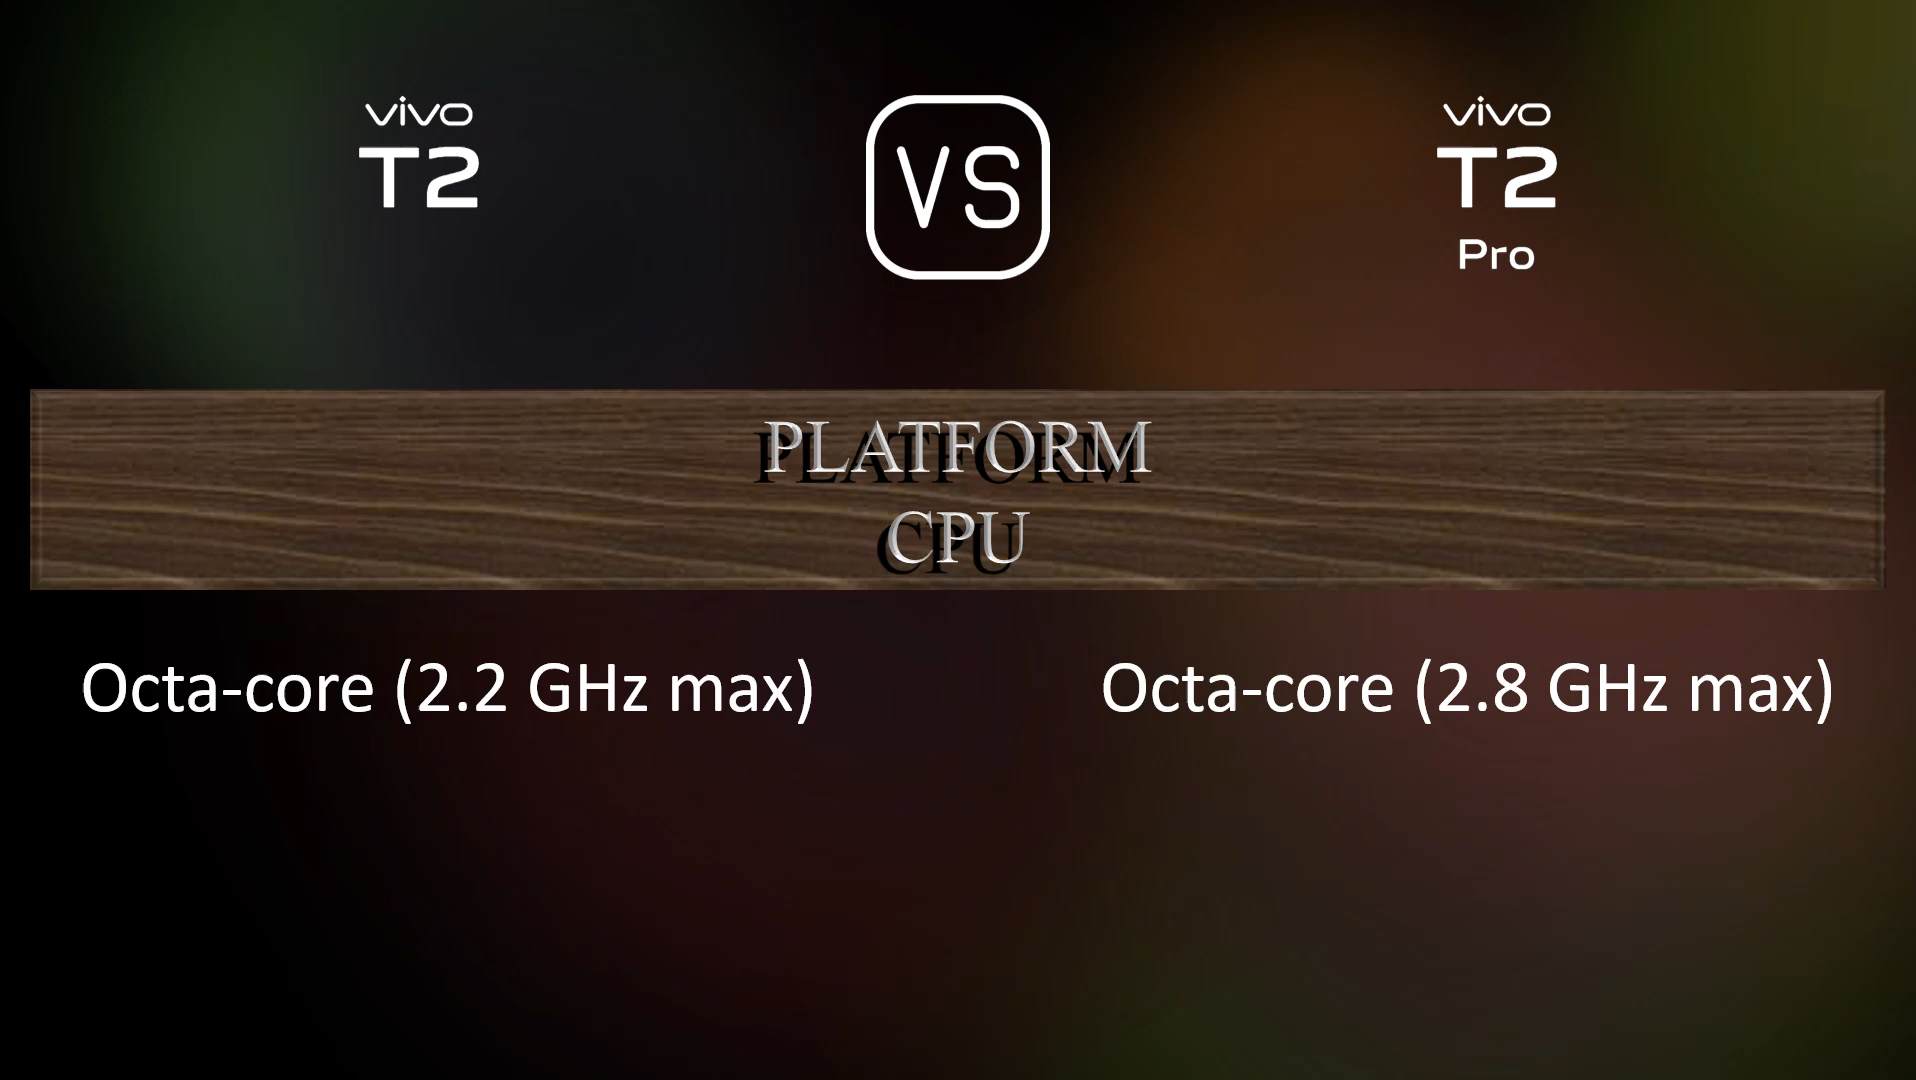 vivo
T2
VS
vivo
T2
Pro
PLATFORM
CPU
Octa-core (2.2 GHz max)
Octa-core (2.8 GHz max)